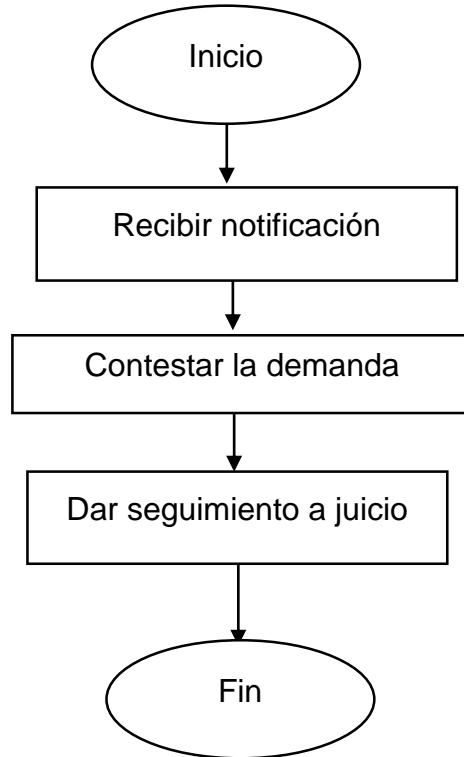 Inicio
Recibir notificación
Contestar la demanda
Dar seguimiento a juicio
Fin